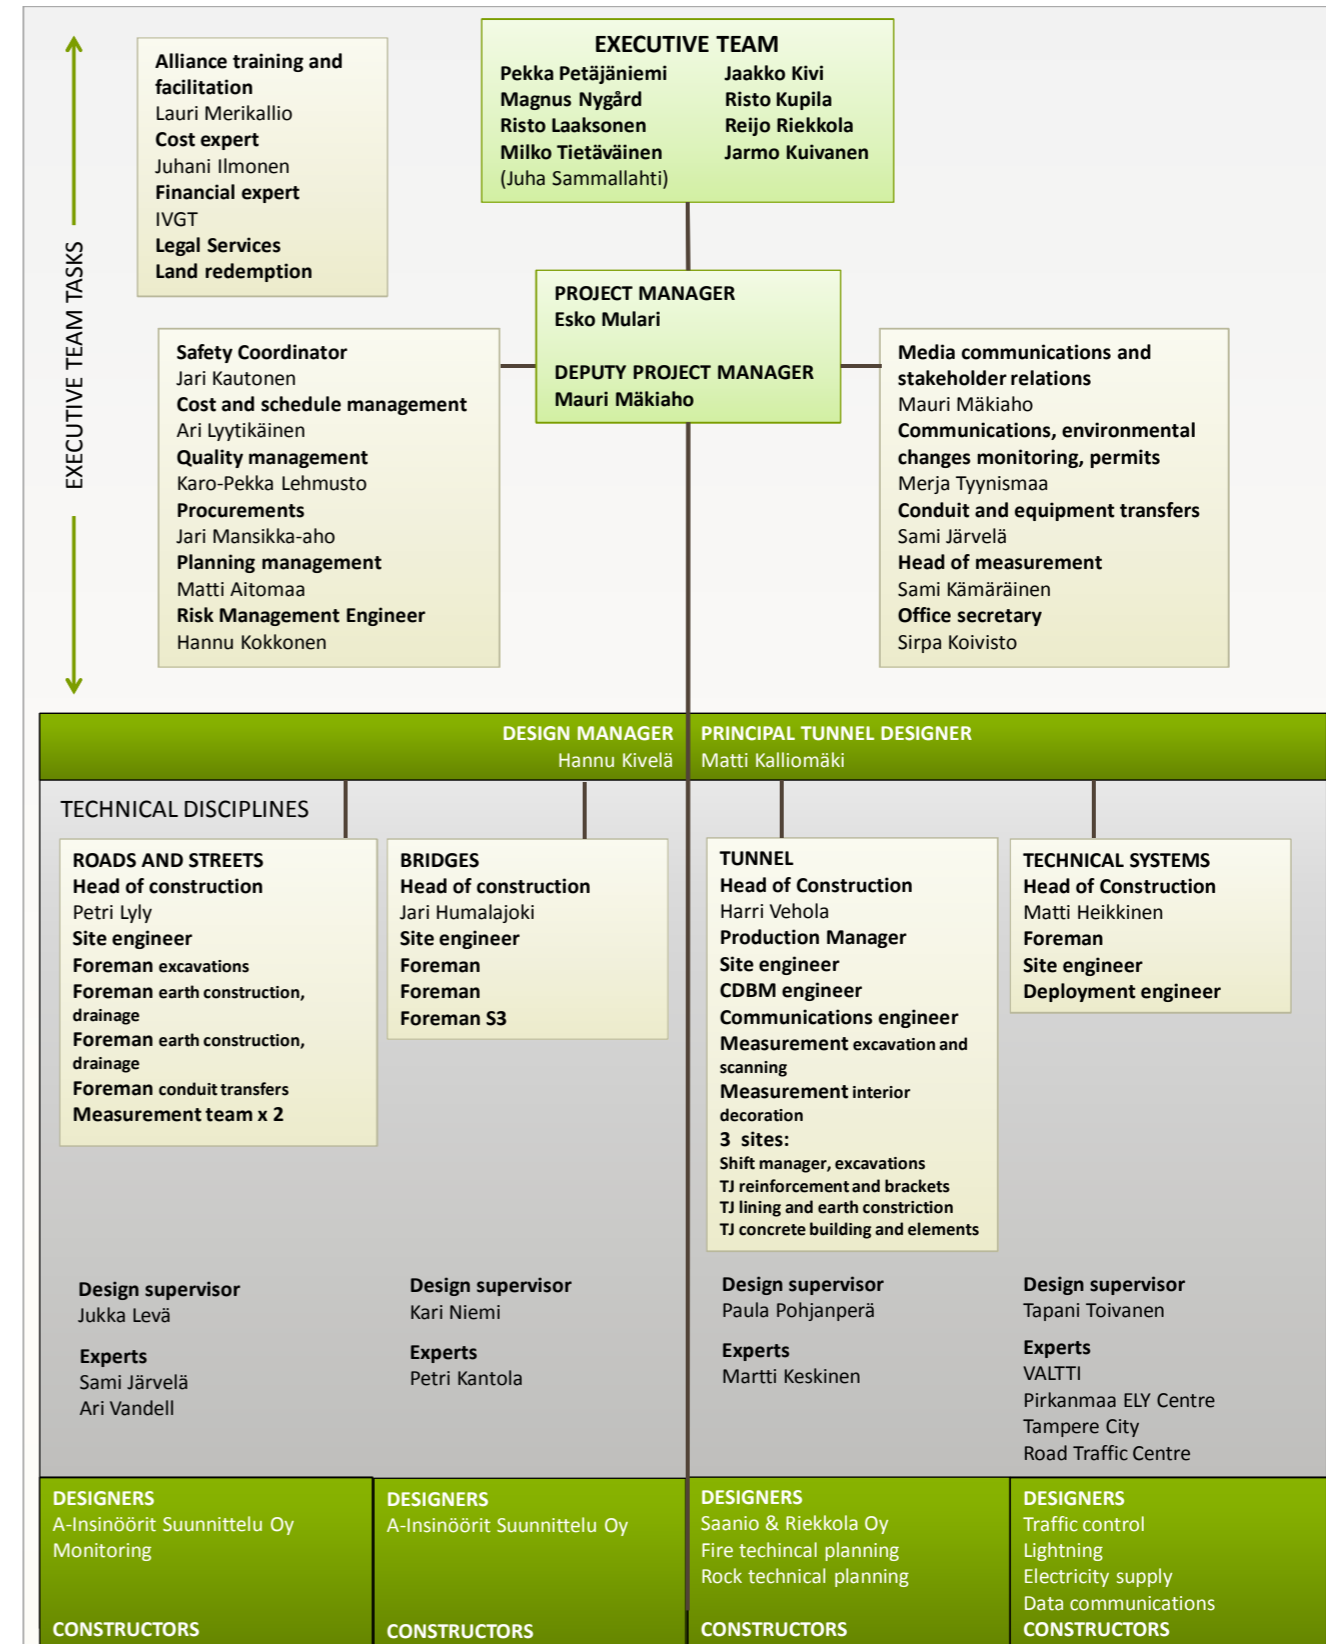 EXECUTIVE TEAM TASKS
Alliance training and
facilitation
Lauri Merikallio
Cost expert
Juhani Ilmonen
Financial expert
IVGT
Legal Services
Land redemption
EXECUTIVE TEAM
Pekka Petäjäniemi
Magnus Nygård
Risto Laaksonen
Milko Tietäväinen
(Juha Sammallahti)
Jaakko Kivi
Risto Kupila
Reijo Riekkola
Jarmo Kuivanen
PROJECT MANAGER
Esko Mulari
DEPUTY PROJECT MANAGER
Mauri Mäkiaho
Safety Coordinator
Jari Kautonen
Cost and schedule management
Ari Lyytikäinen
Quality management
Karo-Pekka Lehmusto
Procurements
Jari Mansikka-aho
Planning management
Matti Aitomaa
Risk Management Engineer
Hannu Kokkonen
Media communications and
stakeholder relations
Mauri Mäkiaho
Communications, environmental
changes monitoring, permits
Merja Tyynismaa
Conduit and equipment transfers
Sami Järvelä
Head of measurement
Sami Kämäräinen
Office secretary
Sirpa Koivisto
DESIGN MANAGER
Hannu Kivelä
PRINCIPAL TUNNEL DESIGNER
Matti Kalliomäki
TECHNICAL DISCIPLINES
ROADS AND STREETS
Head of construction
Petri Lyly
Site engineer
Foreman excavations
Foreman earth construction,
drainage
Foreman earth construction,
drainage
Foreman conduit transfers
Measurement team x 2
BRIDGES
Head of construction
Jari Humalajoki
Site engineer
Foreman
Foreman
Foreman S3
TUNNEL
Head of Construction
Harri Vehola
Production Manager
Site engineer
CDBM engineer
Communications engineer
Measurement excavation and
scanning
Measurement interior
decoration
3 sites:
Shift manager, excavations
TJ reinforcement and brackets
TJ lining and earth constriction
TJ concrete building and elements
TECHNICAL SYSTEMS
Head of Construction
Matti Heikkinen
Foreman
Site engineer
Deployment engineer
Design supervisor
Jukka Levä
Experts
Sami Järvelä
Ari Vandell
Design supervisor
Kari Niemi
Experts
Petri Kantola
Design supervisor
Paula Pohjanperä
Experts
Martti Keskinen
Design supervisor
Tapani Toivanen
Experts
VALTTI
Pirkanmaa ELY Centre
Tampere City
Road Traffic Centre
DESIGNERS
A-Insinöörit Suunnittelu Oy
Monitoring
CONSTRUCTORS
DESIGNERS
A-Insinöörit Suunnittelu Oy
CONSTRUCTORS
DESIGNERS
Saanio & Riekkola Oy
Fire techincal planning
Rock technical planning
CONSTRUCTORS
DESIGNERS
Traffic control
Lightning
Electricity supply
Data communications
CONSTRUCTORS